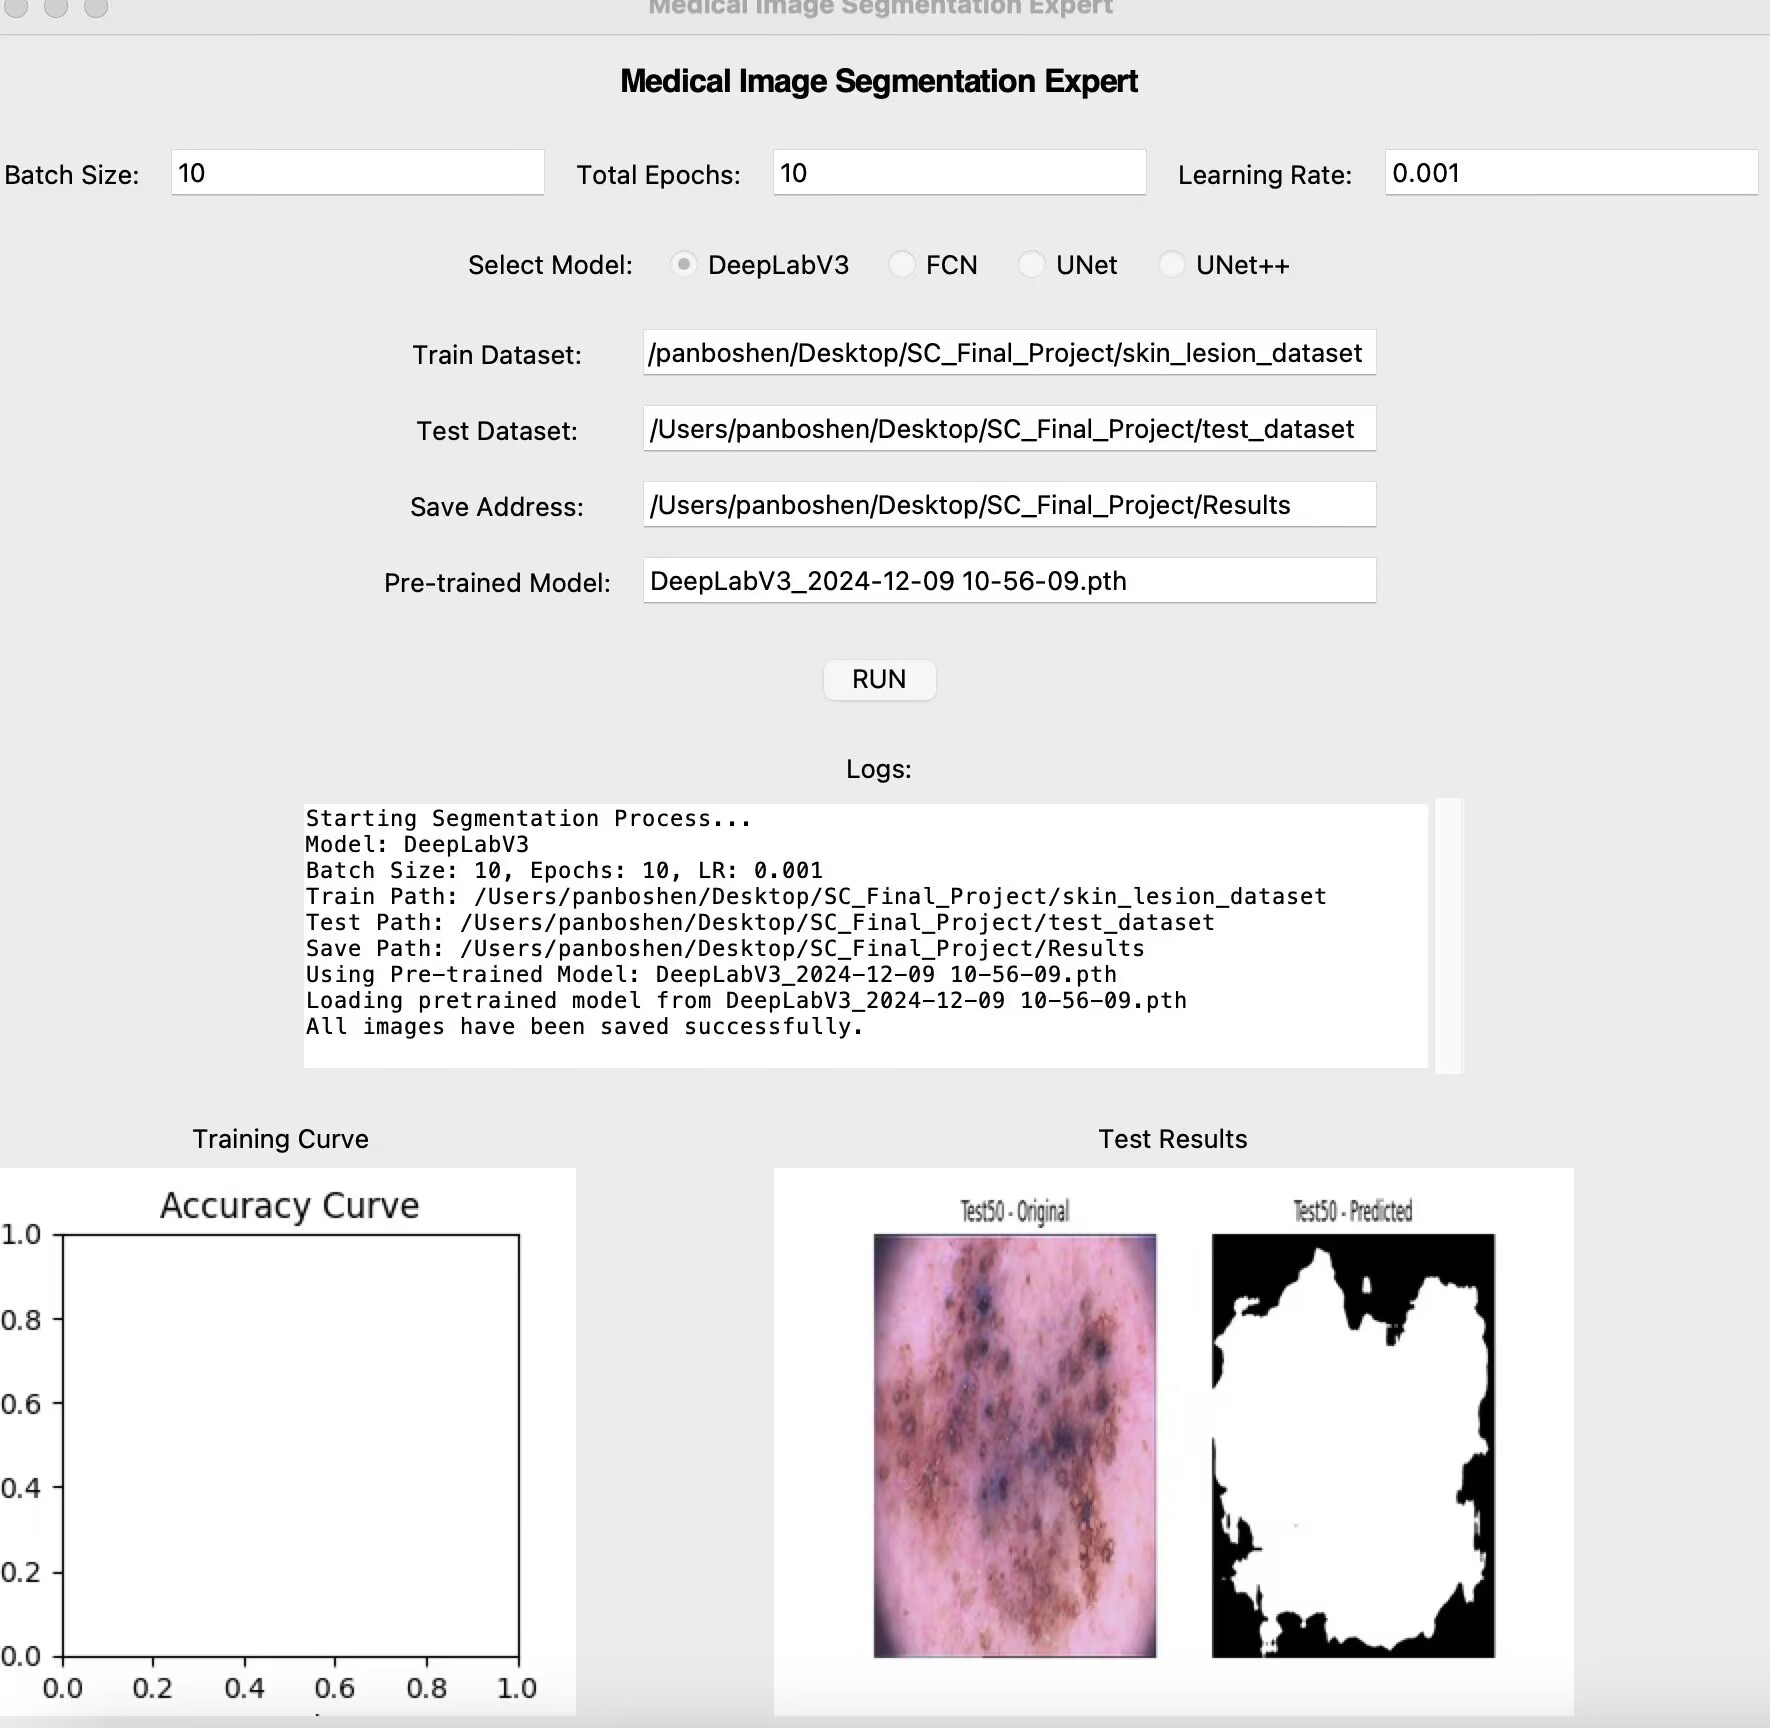 Medical Image Segmentation Expert
Medical Image Segmentation Expert
Batch Size: 10 Total Epochs: 10 Learning Rate: 0.001
Select Model: DeepLabV3 FCN UNet UNet++
Train Dataset: /panboshen/Desktop/SC_Final_Project/skin_lesion_dataset
Test Dataset: /Users/panboshen/Desktop/SC_Final_Project/test_dataset
Save Address: /Users/panboshen/Desktop/SC_Final_Project/Results
Pre-trained Model: DeepLabV3_2024-12-09 10-56-09.pth
RUN
Logs:
Starting Segmentation Process...
Model: DeepLabV3
Batch Size: 10, Epochs: 10, LR: 0.001
Train Path: /Users/panboshen/Desktop/SC_Final_Project/skin_lesion_dataset
Test Path: /Users/panboshen/Desktop/SC_Final_Project/test_dataset
Save Path: /Users/panboshen/Desktop/SC_Final_Project/Results
Using Pre-trained Model: DeepLabV3_2024-12-09 10-56-09.pth
Loading pretrained model from DeepLabV3_2024-12-09 10-56-09.pth
All images have been saved successfully.
Training Curve
Accuracy Curve
1.0
0.8
0.6
0.4
0.2
0.0
0.0 0.2 0.4 0.6 0.8 1.0
Test Results
Test50 - Original
Test50 - Predicted